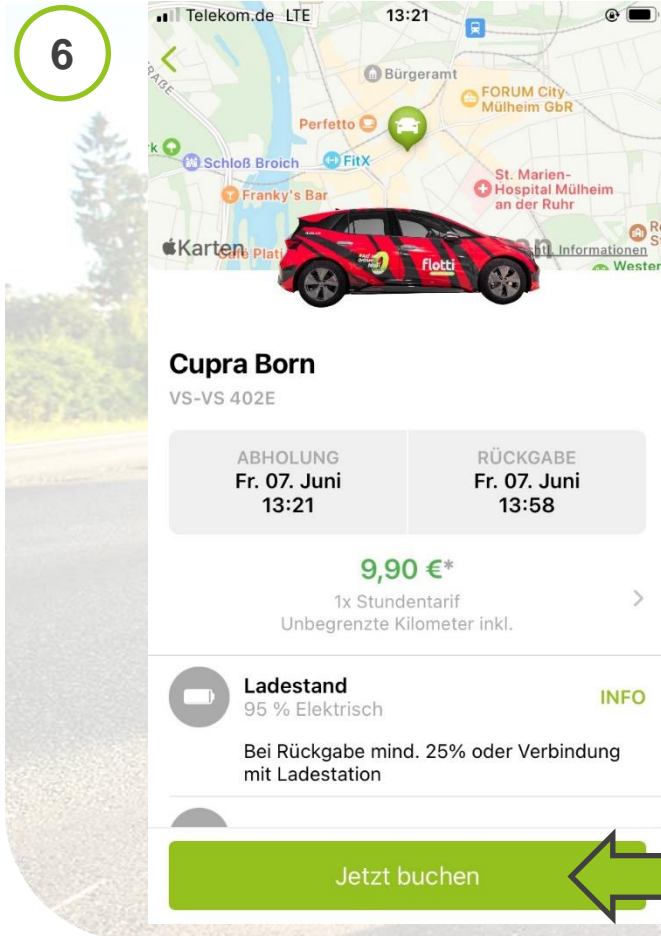 6
Telekom.de LTE 13:21
Bürgeramt
FORUM City
Mülheim GbR
Perfetto
Schloß Broich
FitX
St. Marien-
Hospital Mülheim
an der Ruhr
Franky's Bar
Karten
Café
Informationen
flotti
Cupra Born
VS-VS 402E
ABHOLUNG
Fr. 07. Juni
13:21
RÜCKGABE
Fr. 07. Juni
13:58
9,90 €*
1x Stundentarif
Unbegrenzte Kilometer inkl.
Ladestand
95 % Elektrisch
INFO
Bei Rückgabe mind. 25% oder Verbindung
mit Ladestation
Jetzt buchen